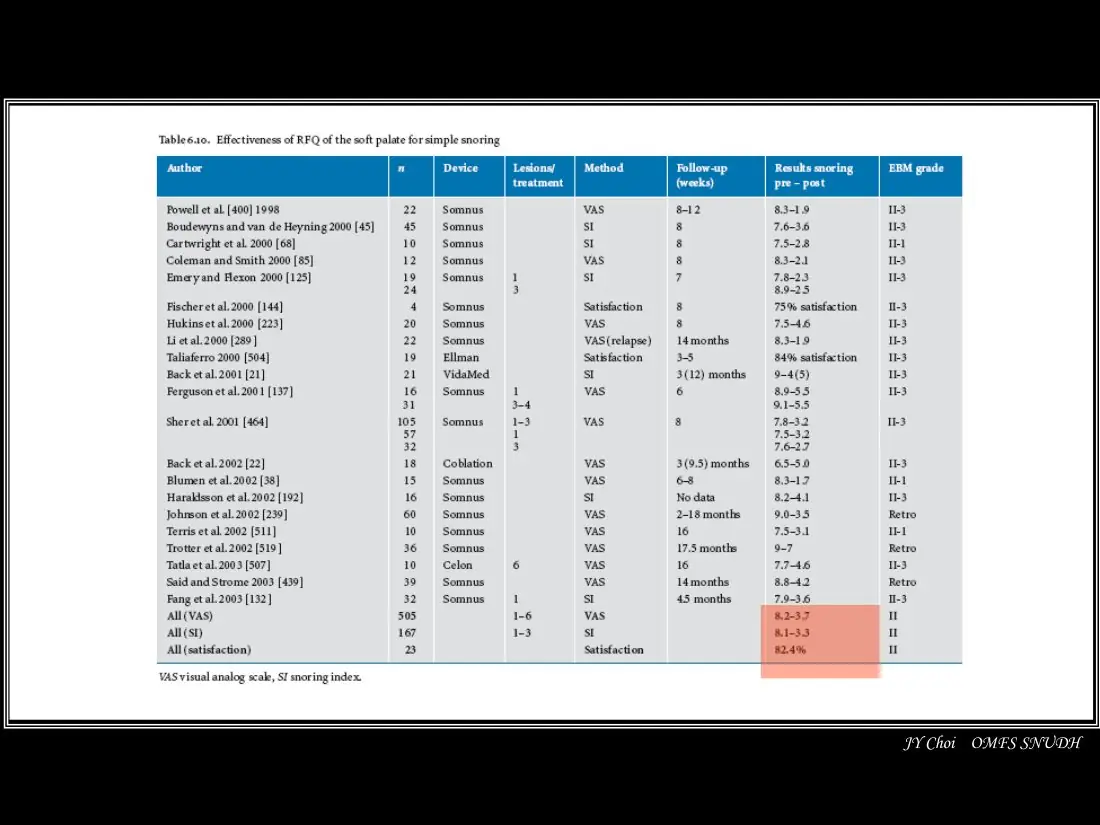 Table 6.10. Effectiveness of RFQ of the soft palate for simple snoring
Author n Device Lesions/ treatment Method Follow-up (weeks) Results snoring pre – post EBM grade
Powell et al. [400] 1998 22 Somnus VAS 8–12 8.3–1.9 II-3
Boudewyns and van de Heyning 2000 [45] 45 Somnus SI 8 7.6–3.6 II-3
Cartwright et al. 2000 [68] 10 Somnus SI 8 7.5–2.8 II-1
Coleman and Smith 2000 [85] 12 Somnus VAS 8 8.3–2.1 II-3
Emery and Flexon 2000 [125] 19 Somnus 1 SI 7 7.8–2.3 II-3
24 3 8.9–2.5
Fischer et al. 2000 [144] 4 Somnus Satisfaction 8 75% satisfaction II-3
Hukins et al. 2000 [223] 20 Somnus VAS 8 7.5–4.6 II-3
Li et al. 2000 [289] 22 Somnus VAS (relapse) 14 months 8.3–1.9 II-3
Taliaferro 2000 [504] 19 Ellman Satisfaction 3–5 84% satisfaction II-3
Back et al. 2001 [21] 21 VidaMed SI 3 (12) months 9–4 (5) II-3
Ferguson et al. 2001 [137] 16 Somnus 1 VAS 6 8.9–5.5 II-3
31 3–4 9.1–5.5
Sher et al. 2001 [464] 105 Somnus 1–3 VAS 8 7.8–3.2 II-3
57 1 7.5–3.2
32 3 7.6–2.7
Back et al. 2002 [22] 18 Coblation VAS 3 (9.5) months 6.5–5.0 II-3
Blumen et al. 2002 [38] 15 Somnus VAS 6–8 8.3–1.7 II-1
Haraldsson et al. 2002 [192] 16 Somnus SI No data 8.2–4.1 II-3
Johnson et al. 2002 [239] 60 Somnus VAS 2–18 months 9.0–3.5 Retro
Terris et al. 2002 [511] 10 Somnus VAS 16 7.5–3.1 II-1
Trotter et al. 2002 [519] 36 Somnus VAS 17.5 months 9–7 Retro
Tatla et al. 2003 [507] 10 Celon 6 VAS 16 7.7–4.6 II-3
Said and Strome 2003 [439] 39 Somnus VAS 14 months 8.8–4.2 Retro
Fang et al. 2003 [132] 32 Somnus 1 SI 4.5 months 7.9–3.6 II-3
All (VAS) 505 1–6 VAS 8.2–3.7 II
All (SI) 167 1–3 SI 8.1–3.3 II
All (satisfaction) 23 Satisfaction 82.4% II
VAS visual analog scale, SI snoring index.
JY Choi OMFS SNUDH